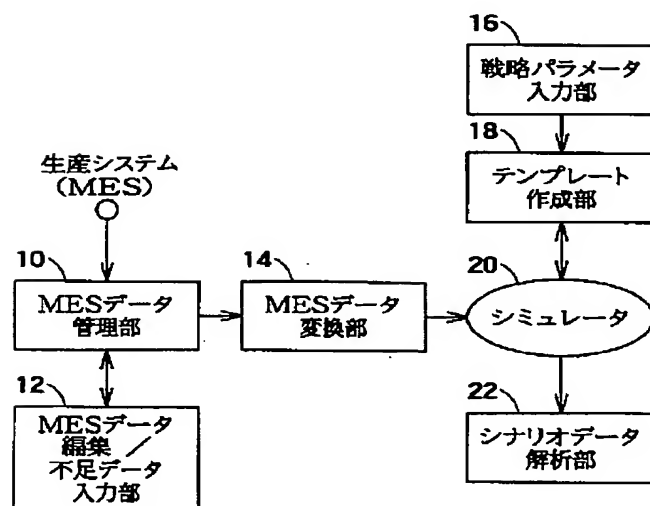 16
戦略パラメータ
入力部
18
テンプレート
作成部
生産システム
(MES)
10
MESデータ
管理部
14
MESデータ
変換部
20
シミュレータ
12
MESデータ
編集/
不足データ
入力部
22
シナリオデータ
解析部